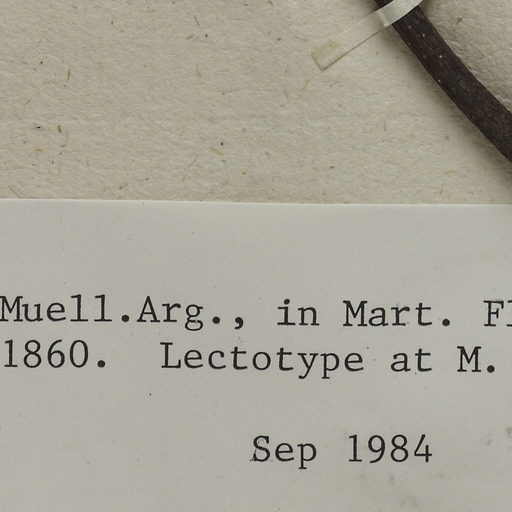 Muell.Arg., in Mart. Fl
1860. Lectotype at M.
Sep 1984